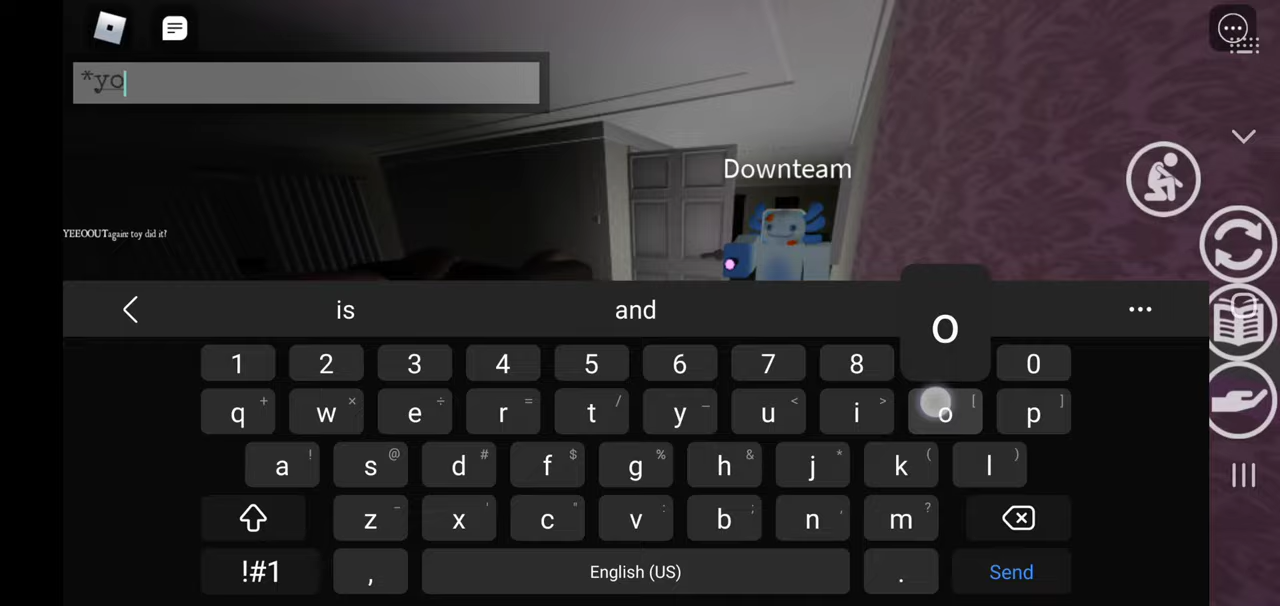 *yo
Downteam
YEEOOUTagain: toy did it?
is and
o
1 2 3 4 5 6 7 8 0
q + w × e ÷ r = t / y _ u < i > o [ p ]
a ! s @ d # f $ g % h & j * k ( l )
z - x ' c " v : b ; n , m ?
!#1 , English (US) . Send